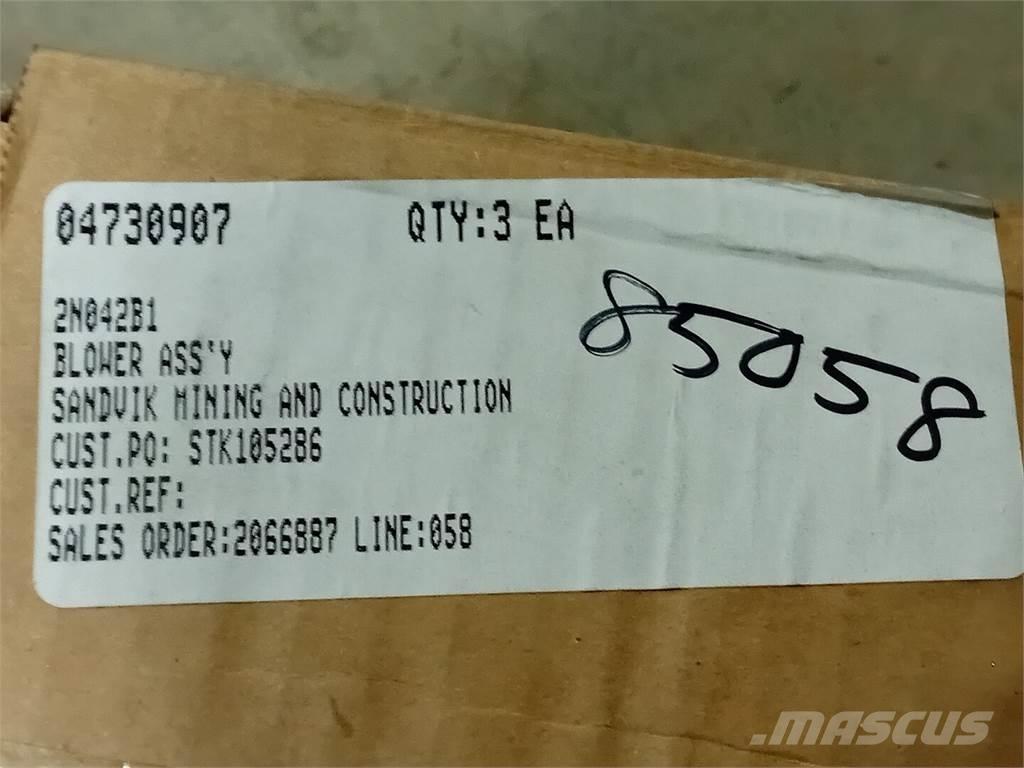 04730907 QTY:3 EA
85058
2N042B1
BLOWER ASS'Y
SANDVIK MINING AND CONSTRUCTION
CUST.PO: STK105286
CUST.REF:
SALES ORDER:2066887 LINE:058
.MASCUS